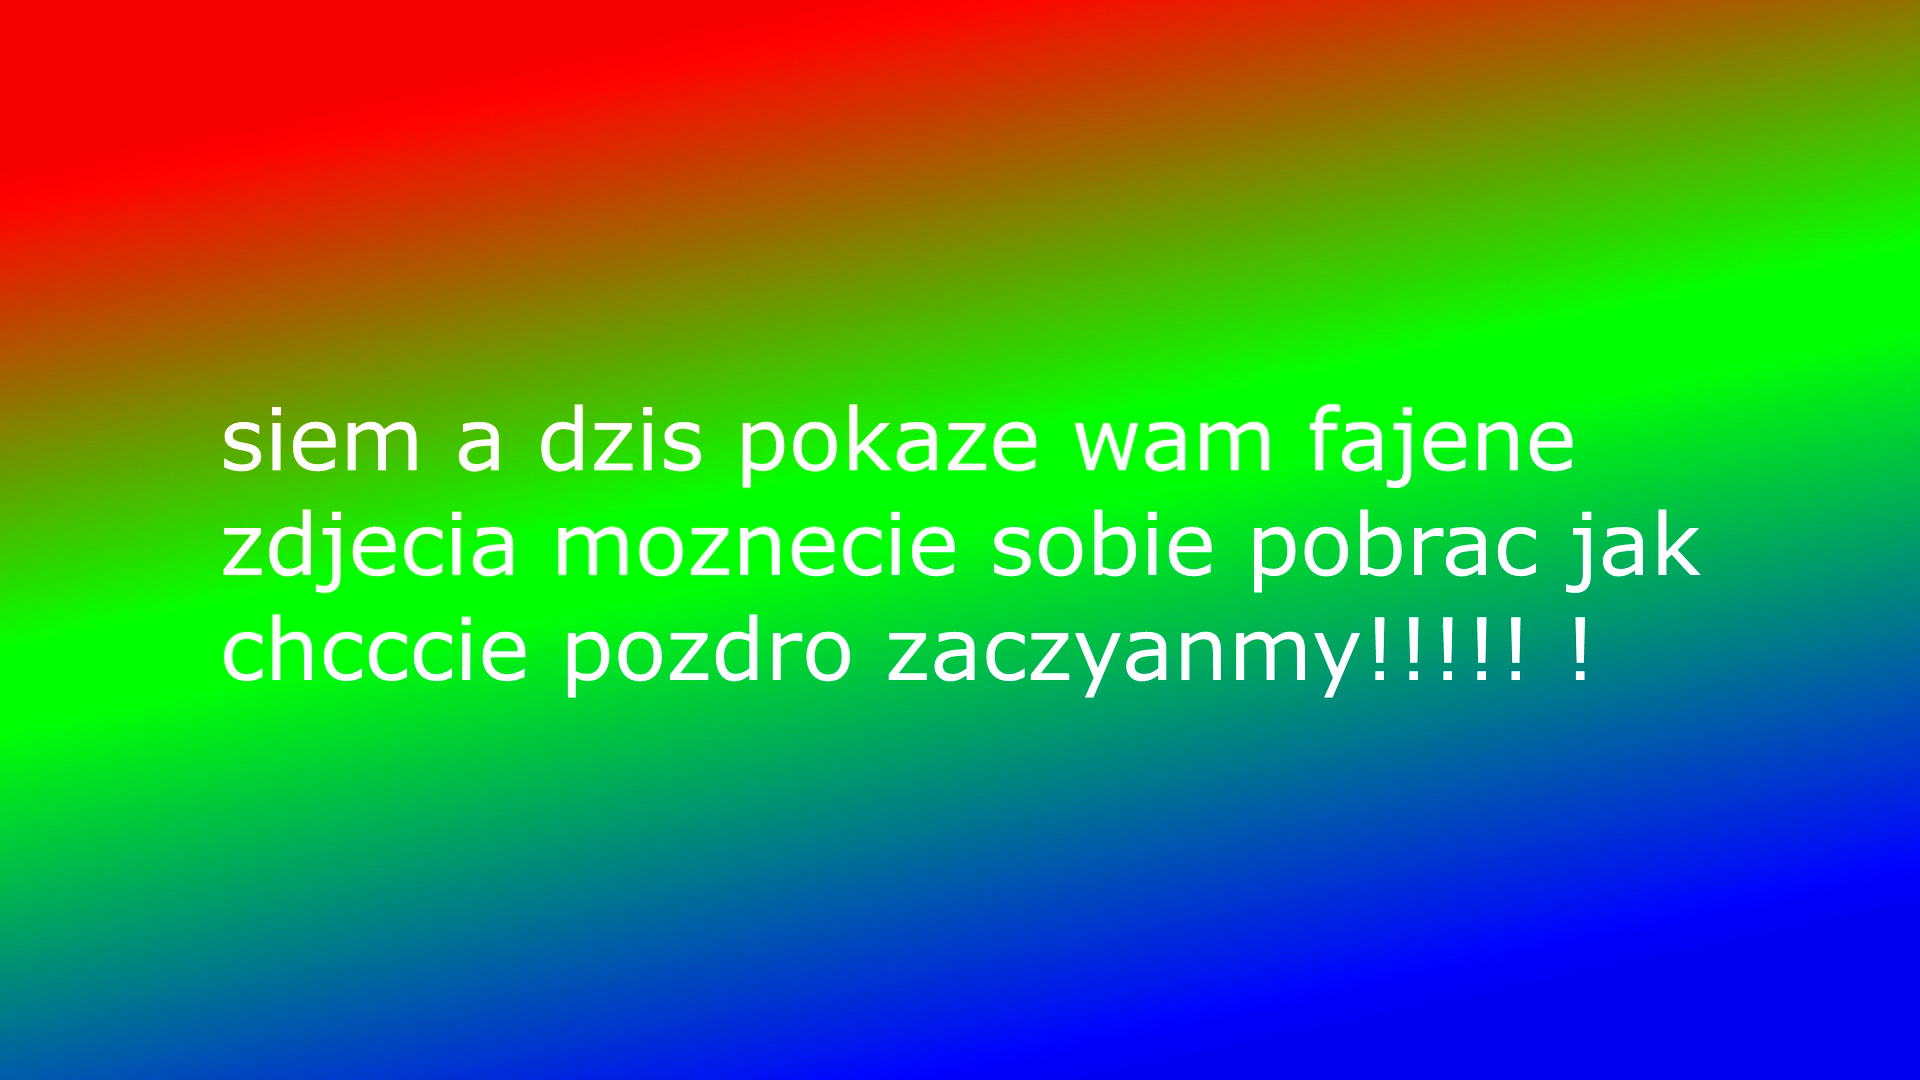 siem a dzis pokaze wam fajene
zdjecia moznecie sobie pobrac jak
chcccie pozdro zaczyanmy!!!!! !